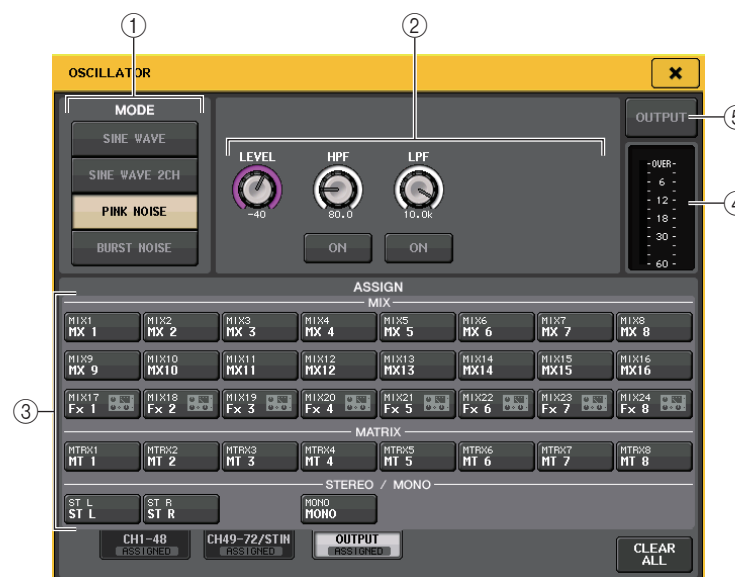 ① ②
OSCILLATOR
MODE
SINE WAVE
SINE WAVE 2CH
PINK NOISE
BURST NOISE
LEVEL HPF LPF
-40 80.0 10.0k
ON ON
OUTPUT ⑤
-OVER-
- 6 -
- 12 -
- 18 -
- 30 -
- 60 -
④
③
ASSIGN
MIX
MIX1 MIX2 MIX3 MIX4 MIX5 MIX6 MIX7 MIX8
MX 1 MX 2 MX 3 MX 4 MX 5 MX 6 MX 7 MX 8
MIX9 MIX10 MIX11 MIX12 MIX13 MIX14 MIX15 MIX16
MX 9 MX10 MX11 MX12 MX13 MX14 MX15 MX16
MIX17 MIX18 MIX19 MIX20 MIX21 MIX22 MIX23 MIX24
Fx 1 Fx 2 Fx 3 Fx 4 Fx 5 Fx 6 Fx 7 Fx 8
MATRIX
MTRX1 MTRX2 MTRX3 MTRX4 MTRX5 MTRX6 MTRX7 MTRX8
MT 1 MT 2 MT 3 MT 4 MT 5 MT 6 MT 7 MT 8
STEREO / MONO
ST L ST R MONO
ST L ST R MONO
CH1-48 CH49-72/STIN OUTPUT
ASSIGNED ASSIGNED ASSIGNED
CLEAR
ALL